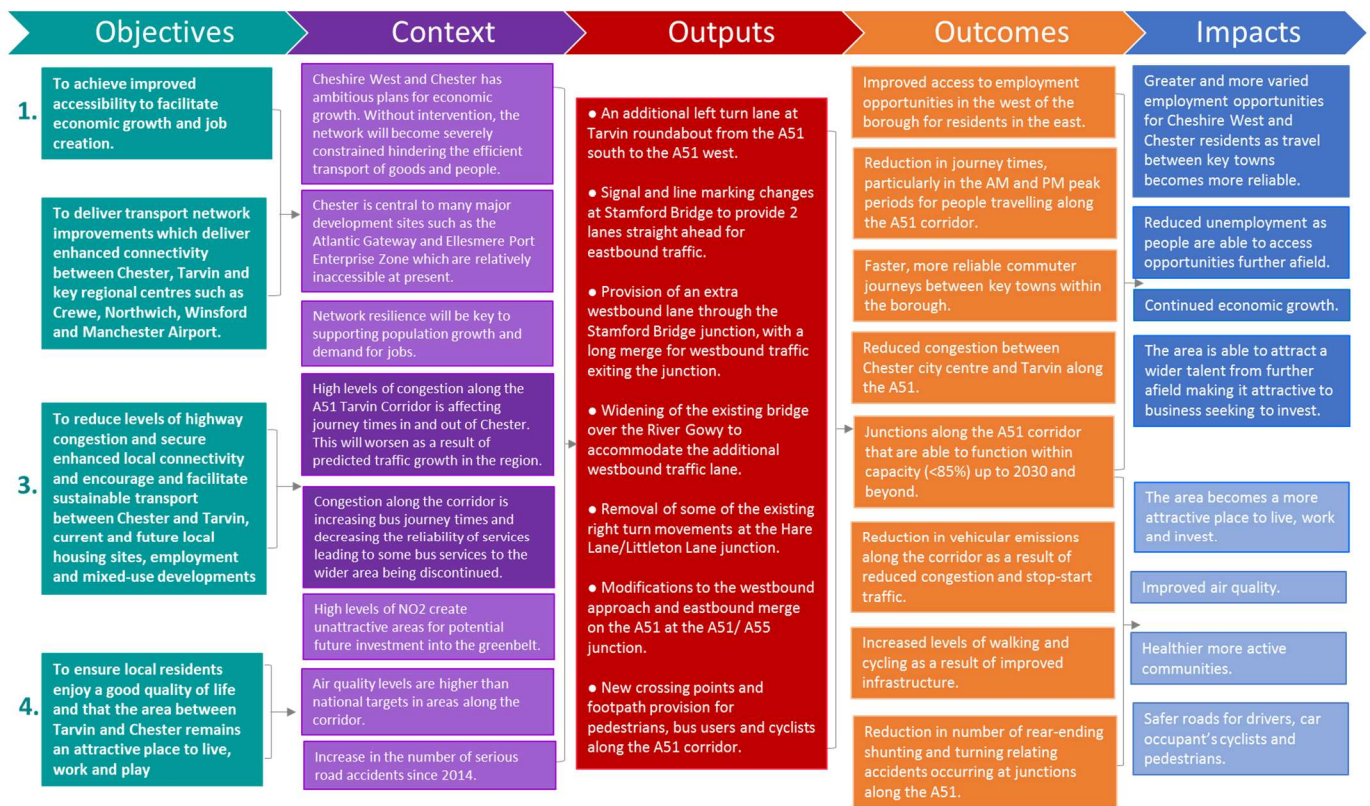 Objectives
Context
Outputs
Outcomes
Impacts
1.
To achieve improved
accessibility to facilitate
economic growth and job
creation.
To deliver transport network
improvements which deliver
enhanced connectivity
between Chester, Tarvin and
key regional centres such as
Crewe, Northwich, Winsford
and Manchester Airport.
3.
To reduce levels of highway
congestion and secure
enhanced local connectivity
and encourage and facilitate
sustainable transport
between Chester and Tarvin,
current and future local
housing sites, employment
and mixed-use developments
4.
To ensure local residents
enjoy a good quality of life
and that the area between
Tarvin and Chester remains
an attractive place to live,
work and play
Cheshire West and Chester has
ambitious plans for economic
growth. Without intervention, the
network will become severely
constrained hindering the efficient
transport of goods and people.
Chester is central to many major
development sites such as the
Atlantic Gateway and Ellesmere Port
Enterprise Zone which are relatively
inaccessible at present.
Network resilience will be key to
supporting population growth and
demand for jobs.
High levels of congestion along the
A51 Tarvin Corridor is affecting
journey times in and out of Chester.
This will worsen as a result of
predicted traffic growth in the region.
Congestion along the corridor is
increasing bus journey times and
decreasing the reliability of services
leading to some bus services to the
wider area being discontinued.
High levels of NO2 create
unattractive areas for potential
future investment into the greenbelt.
Air quality levels are higher than
national targets in areas along the
corridor.
Increase in the number of serious
road accidents since 2014.
● An additional left turn lane at
Tarvin roundabout from the A51
south to the A51 west.
● Signal and line marking changes
at Stamford Bridge to provide 2
lanes straight ahead for
eastbound traffic.
● Provision of an extra
westbound lane through the
Stamford Bridge junction, with a
long merge for westbound traffic
exiting the junction.
● Widening of the existing bridge
over the River Gowy to
accommodate the additional
westbound traffic lane.
● Removal of some of the existing
right turn movements at the Hare
Lane/Littleton Lane junction.
● Modifications to the westbound
approach and eastbound merge
on the A51 at the A51/ A55
junction.
● New crossing points and
footpath provision for
pedestrians, bus users and cyclists
along the A51 corridor.
Improved access to employment
opportunities in the west of the
borough for residents in the east.
Reduction in journey times,
particularly in the AM and PM peak
periods for people travelling along
the A51 corridor.
Faster, more reliable commuter
journeys between key towns within
the borough.
Reduced congestion between
Chester city centre and Tarvin along
the A51.
Junctions along the A51 corridor
that are able to function within
capacity (<85%) up to 2030 and
beyond.
Reduction in vehicular emissions
along the corridor as a result of
reduced congestion and stop-start
traffic.
Increased levels of walking and
cycling as a result of improved
infrastructure.
Reduction in number of rear-ending
shunting and turning relating
accidents occurring at junctions
along the A51.
Greater and more varied
employment opportunities
for Cheshire West and
Chester residents as travel
between key towns
becomes more reliable.
Reduced unemployment as
people are able to access
opportunities further afield.
Continued economic growth.
The area is able to attract a
wider talent from further
afield making it attractive to
business seeking to invest.
The area becomes a more
attractive place to live, work
and invest.
Improved air quality.
Healthier more active
communities.
Safer roads for drivers, car
occupant's cyclists and
pedestrians.